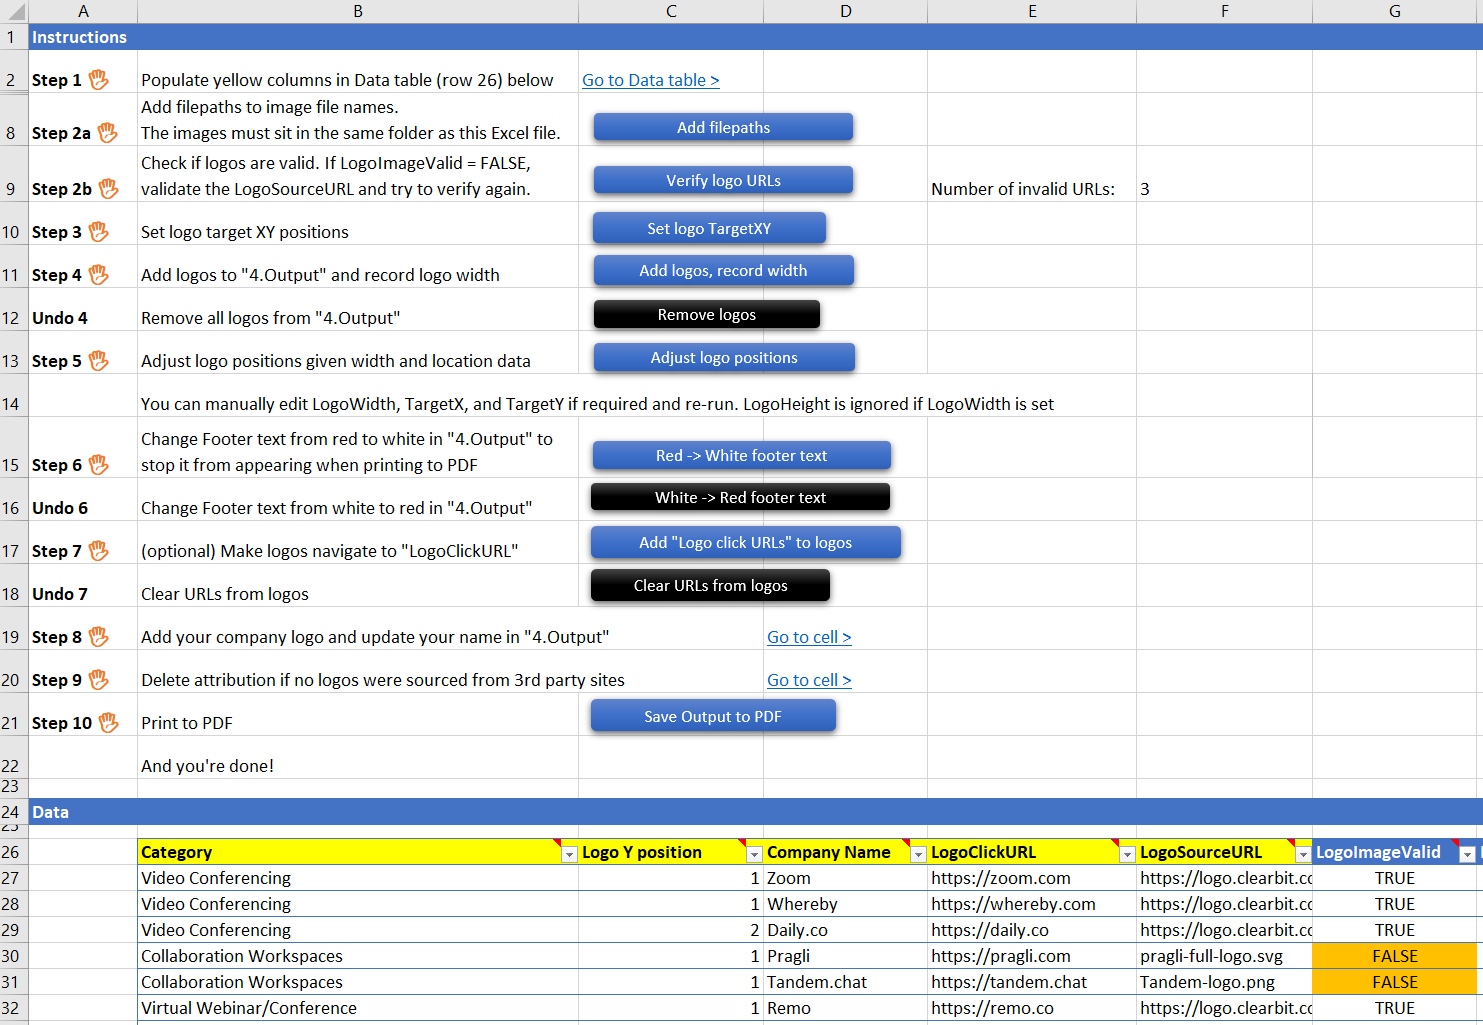 A B C D E F G
1 Instructions
2 Step 1 Populate yellow columns in Data table (row 26) below Go to Data table >
Add filepaths to image file names.
8 Step 2a The images must sit in the same folder as this Excel file. Add filepaths
Check if logos are valid. If LogoImageValid = FALSE,
9 Step 2b validate the LogoSourceURL and try to verify again. Verify logo URLs Number of invalid URLs: 3
10 Step 3 Set logo target XY positions Set logo TargetXY
11 Step 4 Add logos to "4.Output" and record logo width Add logos, record width
12 Undo 4 Remove all logos from "4.Output" Remove logos
13 Step 5 Adjust logo positions given width and location data Adjust logo positions
14 You can manually edit LogoWidth, TargetX, and TargetY if required and re-run. LogoHeight is ignored if LogoWidth is set
Change Footer text from red to white in "4.Output" to
15 Step 6 stop it from appearing when printing to PDF Red -> White footer text
16 Undo 6 Change Footer text from white to red in "4.Output" White -> Red footer text
17 Step 7 (optional) Make logos navigate to "LogoClickURL" Add "Logo click URLs" to logos
18 Undo 7 Clear URLs from logos Clear URLs from logos
19 Step 8 Add your company logo and update your name in "4.Output" Go to cell >
20 Step 9 Delete attribution if no logos were sourced from 3rd party sites Go to cell >
21 Step 10 Print to PDF Save Output to PDF
22 And you're done!
23
24 Data
25
26 Category Logo Y position Company Name LogoClickURL LogoSourceURL LogoImageValid
27 Video Conferencing 1 Zoom https://zoom.com https://logo.clearbit.cc TRUE
28 Video Conferencing 1 Whereby https://whereby.com https://logo.clearbit.cc TRUE
29 Video Conferencing 2 Daily.co https://daily.co https://logo.clearbit.cc TRUE
30 Collaboration Workspaces 1 Pragli https://pragli.com pragli-full-logo.svg FALSE
31 Collaboration Workspaces 1 Tandem.chat https://tandem.chat Tandem-logo.png FALSE
32 Virtual Webinar/Conference 1 Remo https://remo.co https://logo.clearbit.cc TRUE